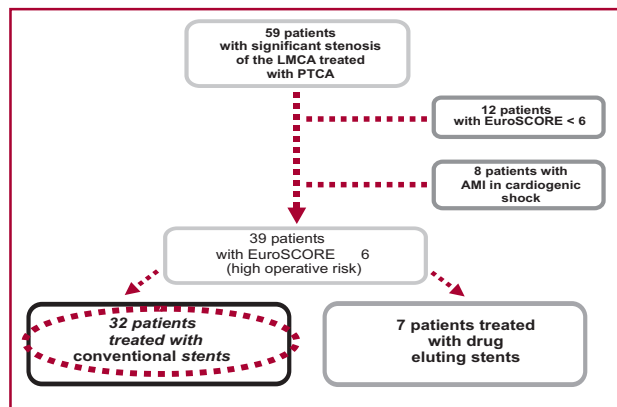 59 patients
with significant stenosis
of the LMCA treated
with PTCA
12 patients
with EuroSCORE < 6
8 patients with
AMI in cardiogenic
shock
39 patients
with EuroSCORE 6
(high operative risk)
32 patients
treated with
conventional stents
7 patients treated
with drug
eluting stents